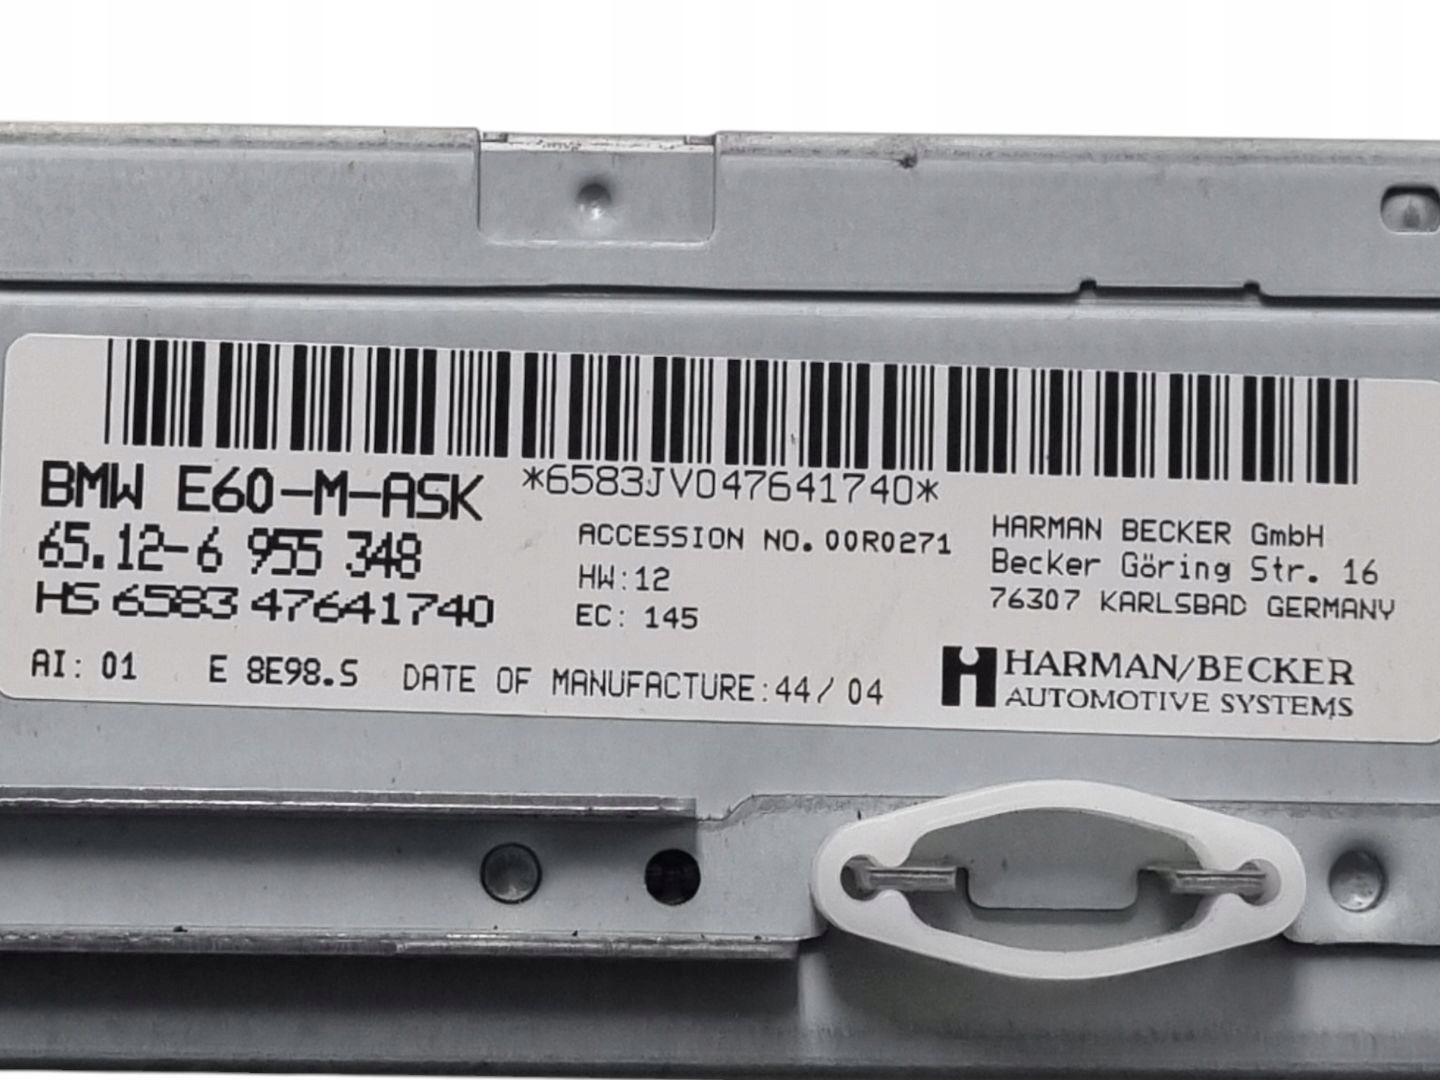 *6583JV047641740*
BMW E60-M-ASK
65.12-6 955 348
HS 6583 47641740
AI: 01 E 8E98.S
ACCESSION NO. 00R0271
HW:12
EC: 145
DATE OF MANUFACTURE:44/ 04
HARMAN BECKER GmbH
Becker Göring Str. 16
76307 KARLSBAD GERMANY
HARMAN/BECKER
AUTOMOTIVE SYSTEMS